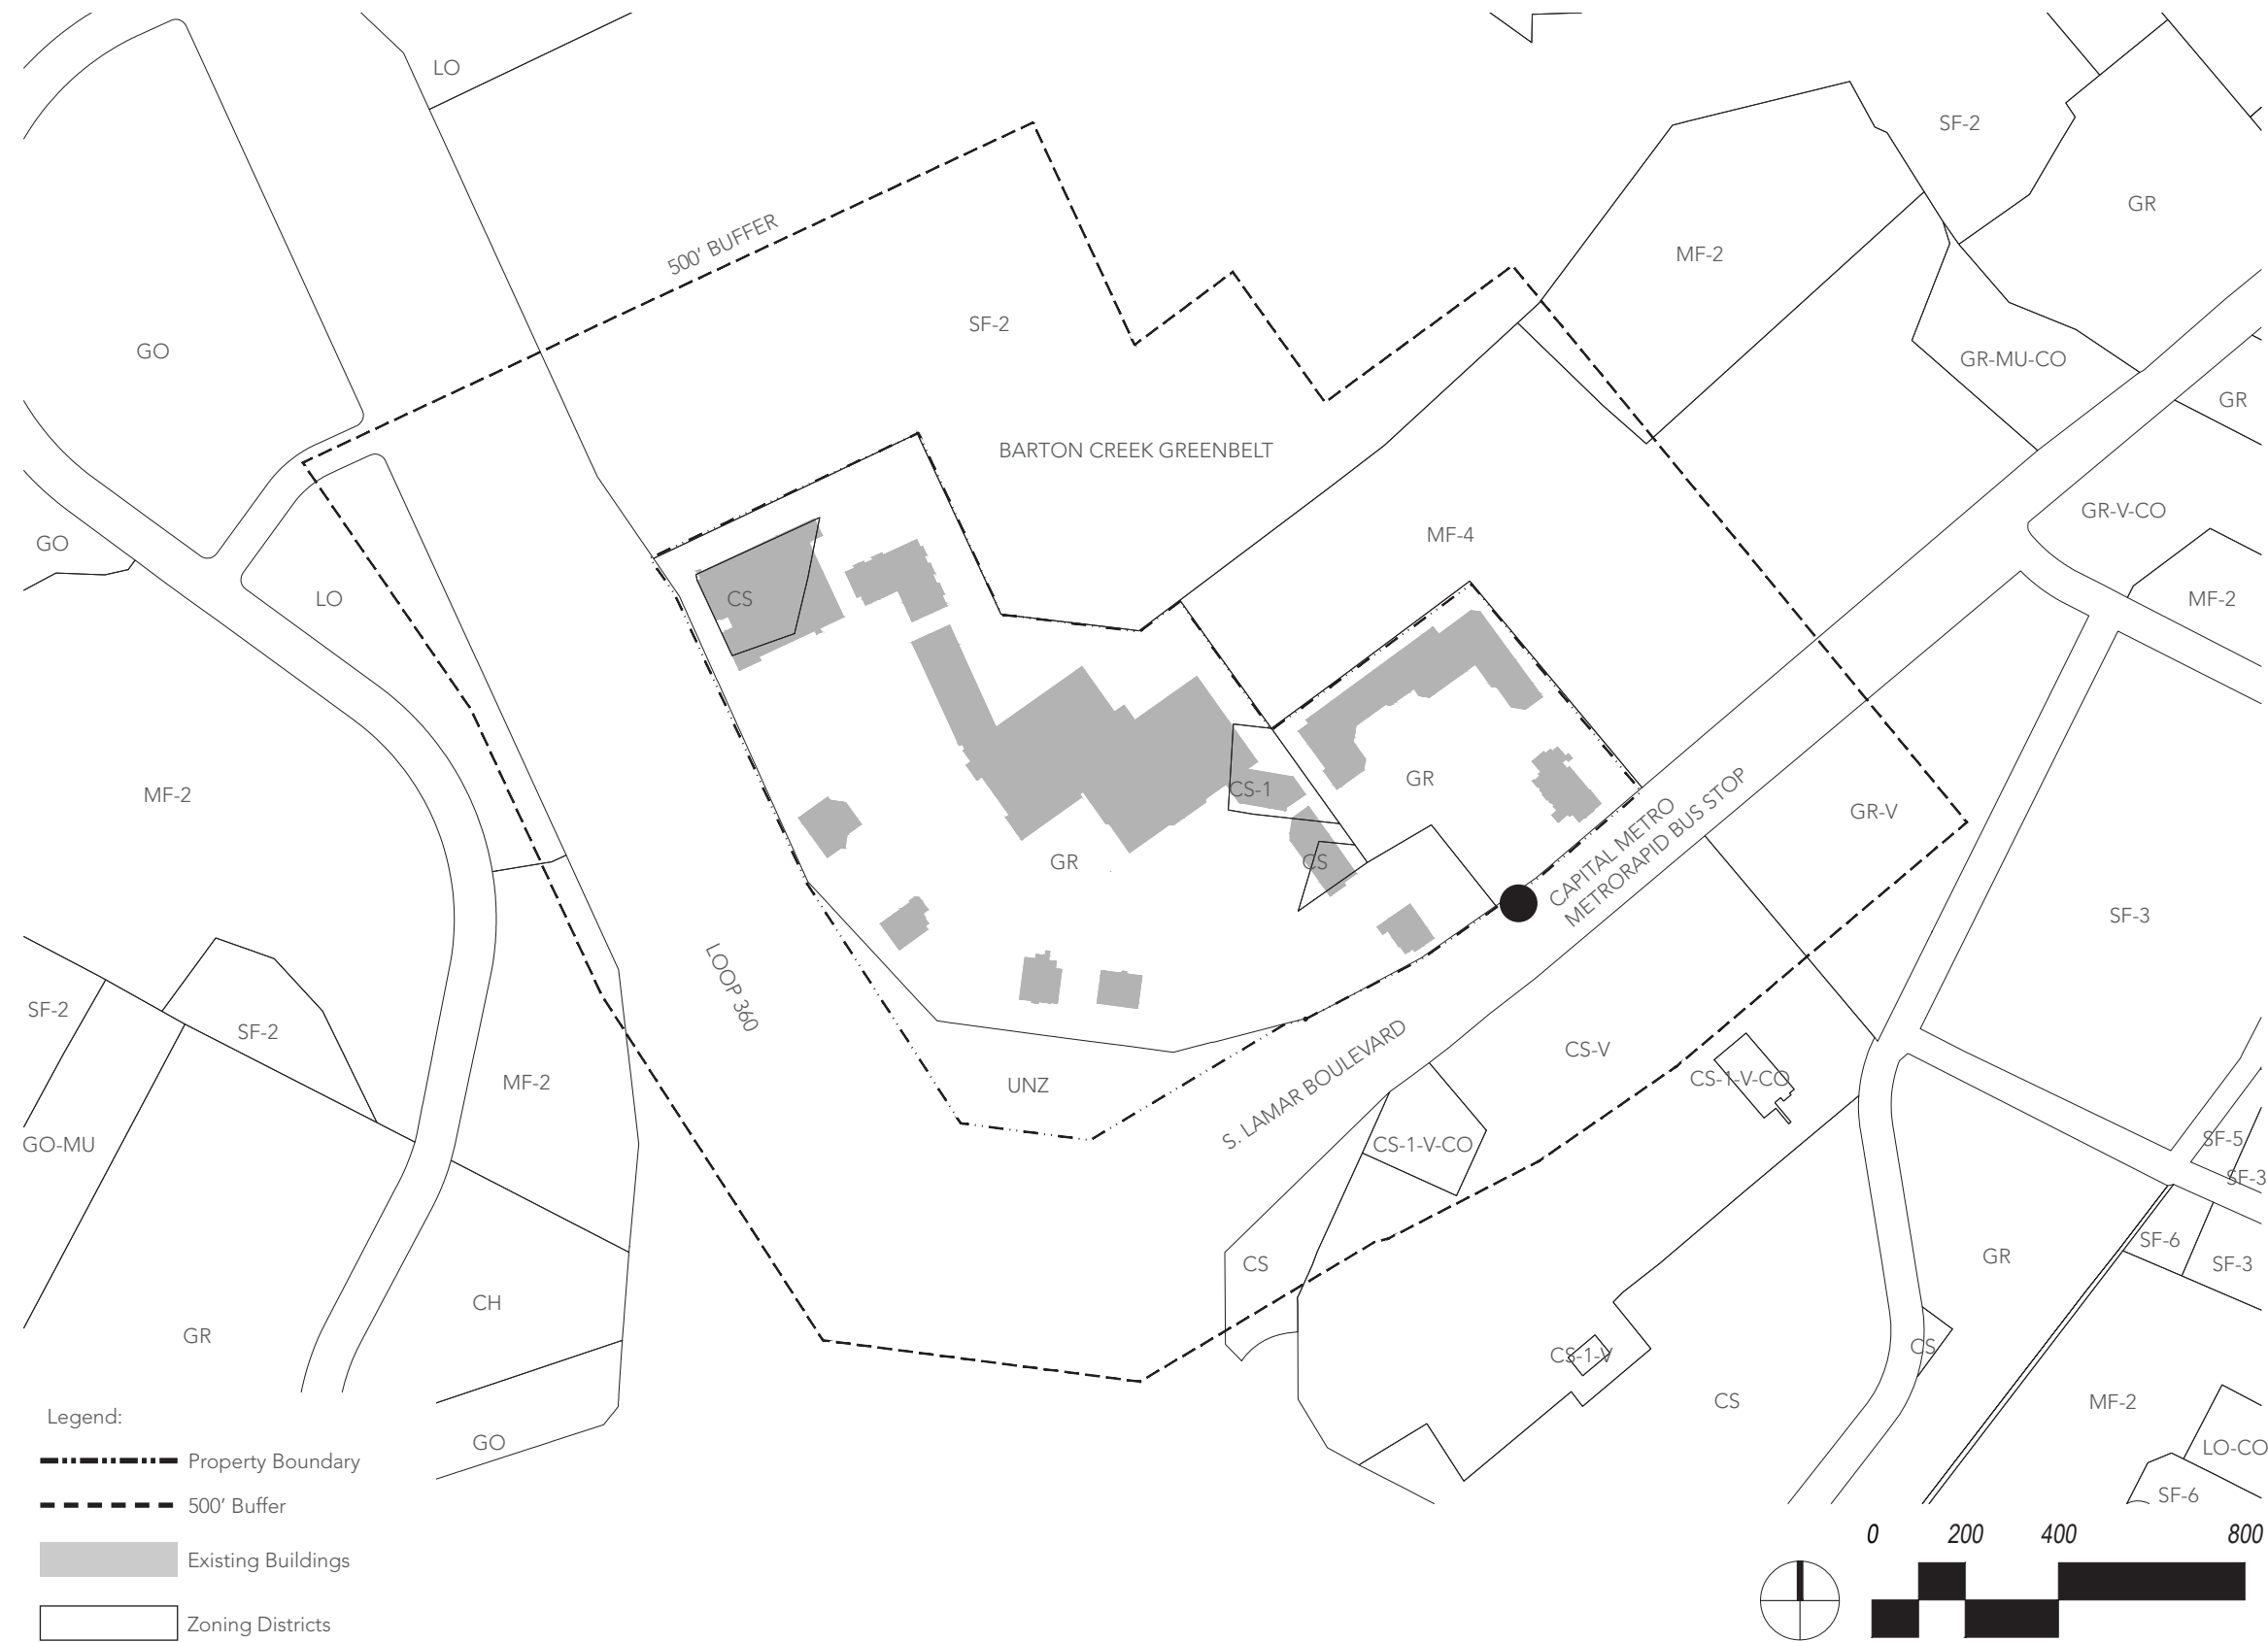 LO
SF-2
GR
500’ BUFFER
MF-2
SF-2
GO
GR-MU-CO
GR
BARTON CREEK GREENBELT
GR-V-CO
MF-4
GO
LO
CS
MF-2
MF-2
GR
CS-1
GR-V
CAPITAL METRO
METRORAPID BUS STOP
GR
CS
SF-3
LOOP 360
SF-2
SF-2
S. LAMAR BOULEVARD
CS-V
MF-2
UNZ
CS-1-V-CO
GO-MU
CS-1-V-CO
SF-5
SF-3
SF-6
SF-3
CS
GR
CH
GR
CS
CS-1-V
CS
MF-2
GO
LO-CO
SF-6
Legend:
Property Boundary
500’ Buffer
Existing Buildings
Zoning Districts
0 200 400 800